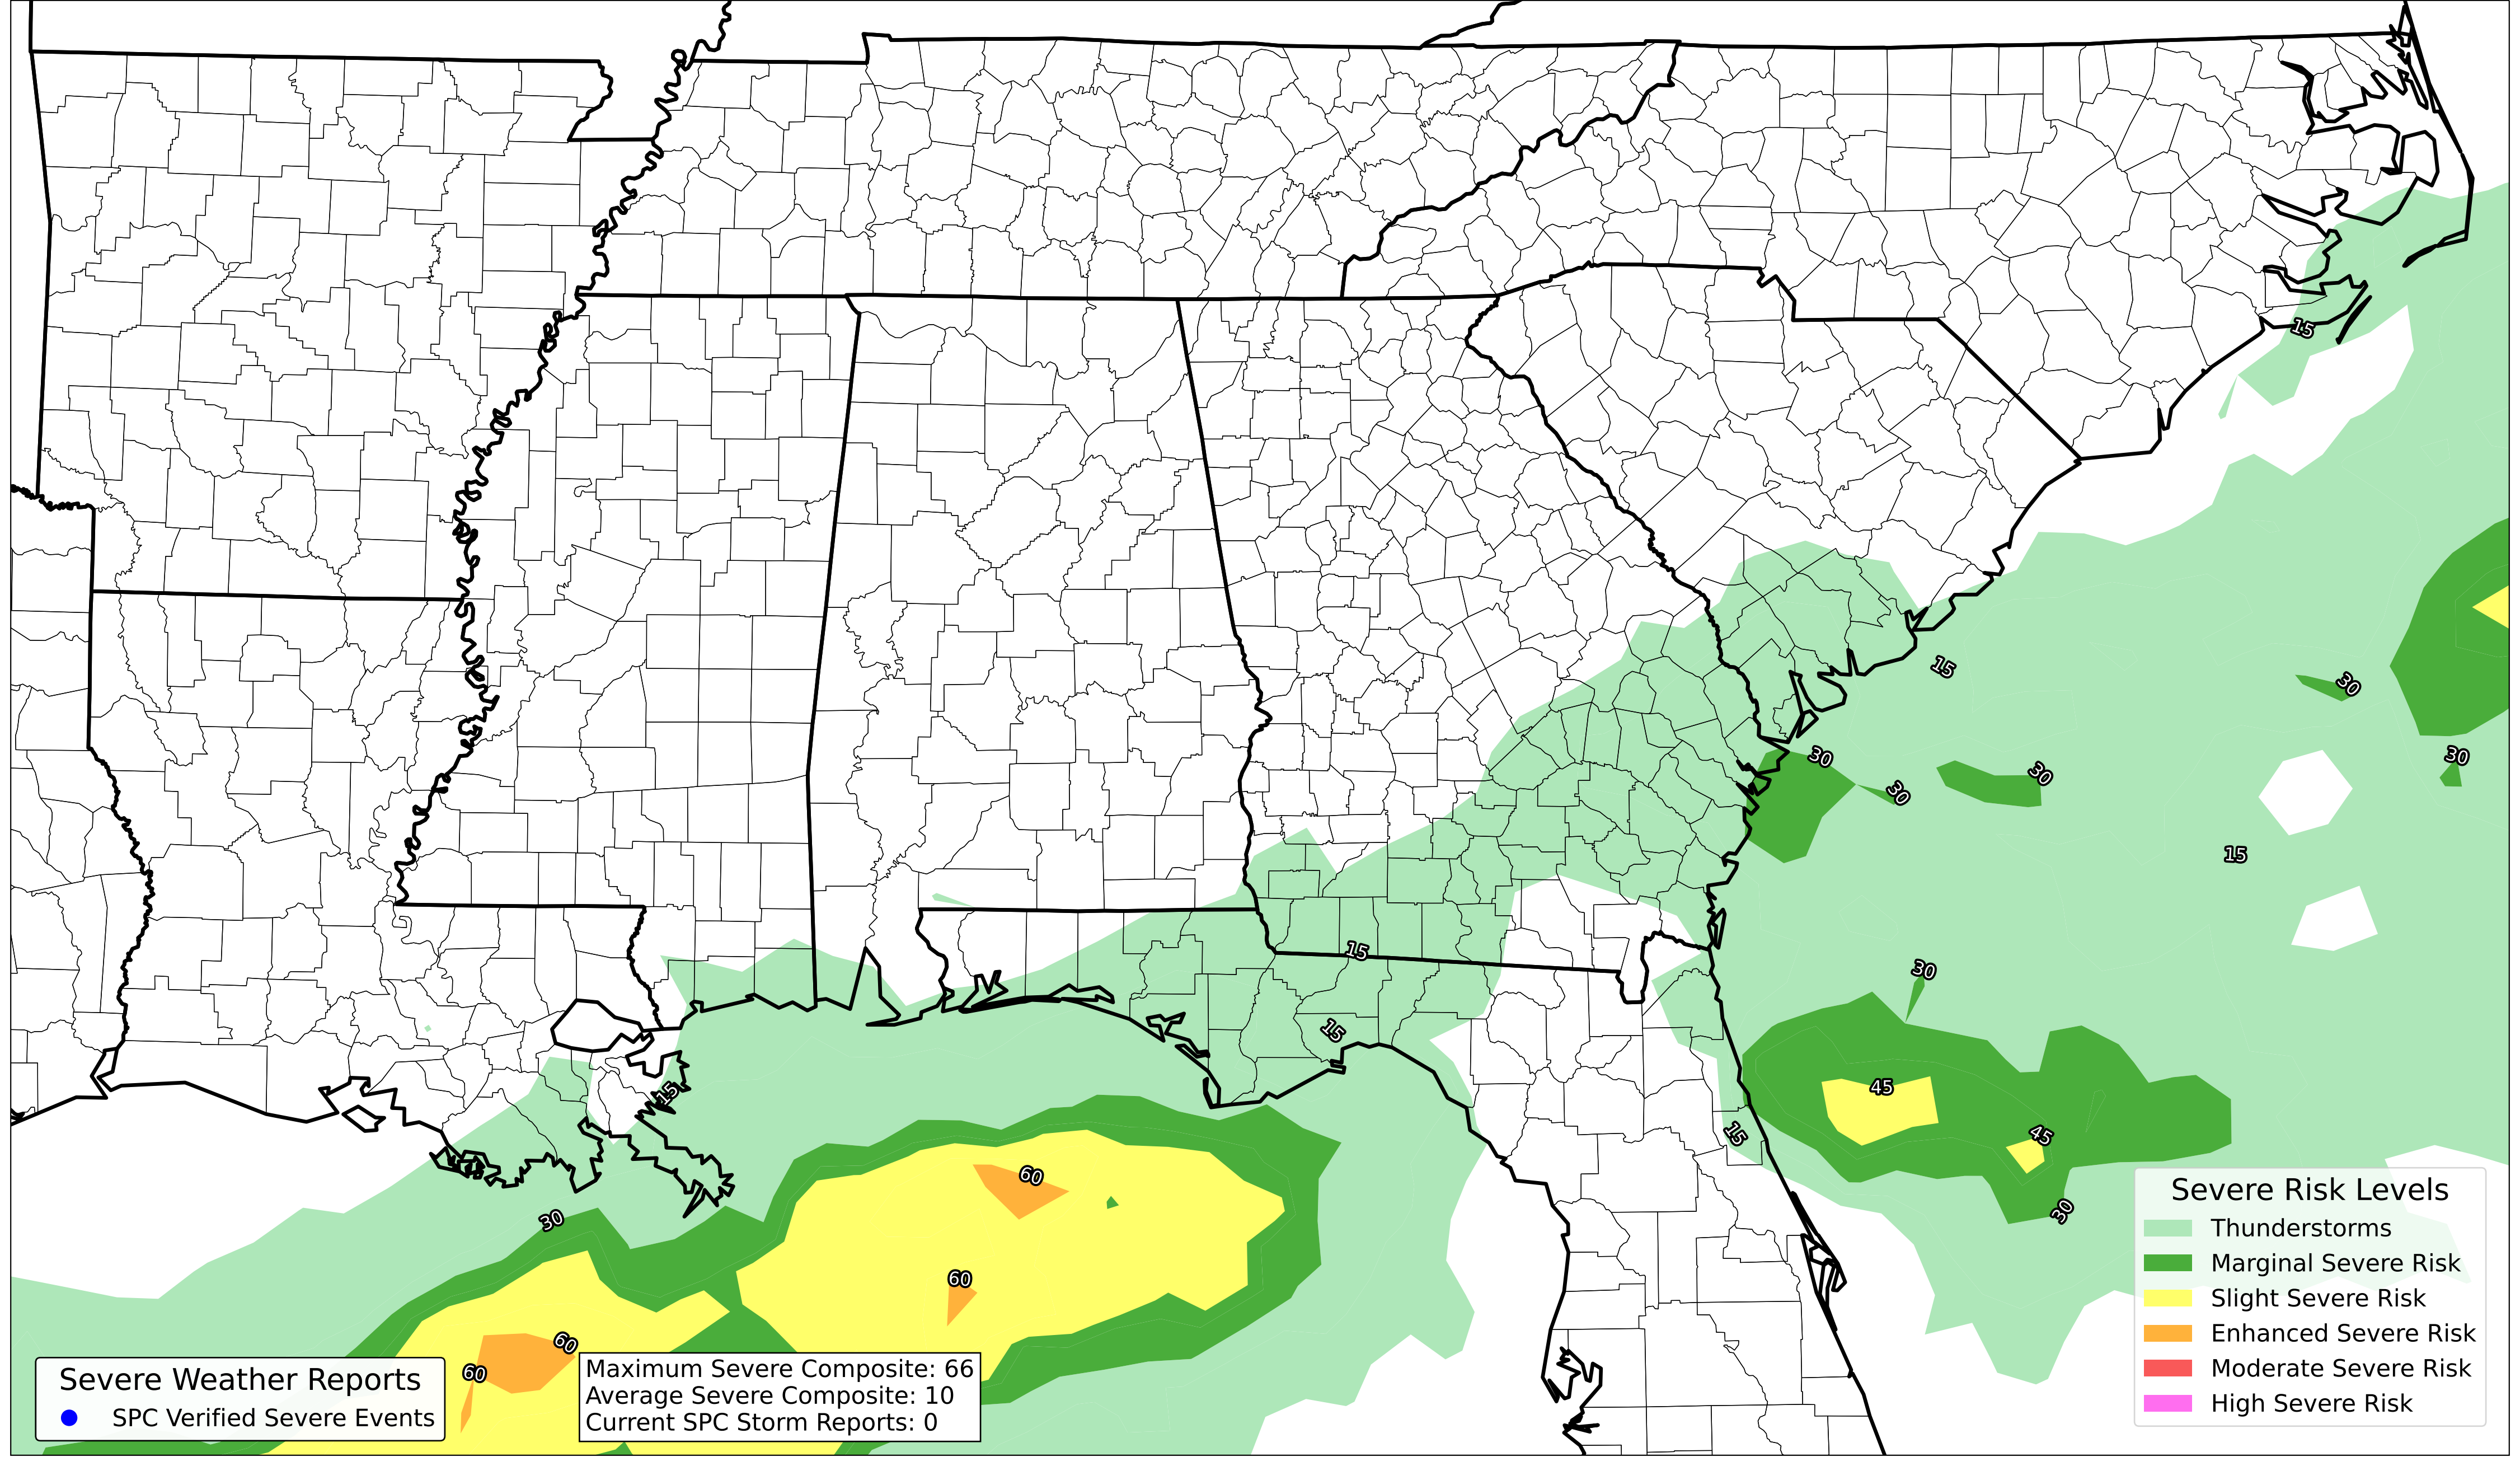 15
15
30
30
30
30
30
15
15
30
15
45
15
15
45
60
30
30
60
60
60
Severe Risk Levels
Thunderstorms
Marginal Severe Risk
Slight Severe Risk
Enhanced Severe Risk
Moderate Severe Risk
High Severe Risk
Severe Weather Reports
SPC Verified Severe Events
Maximum Severe Composite: 66
Average Severe Composite: 10
Current SPC Storm Reports: 0